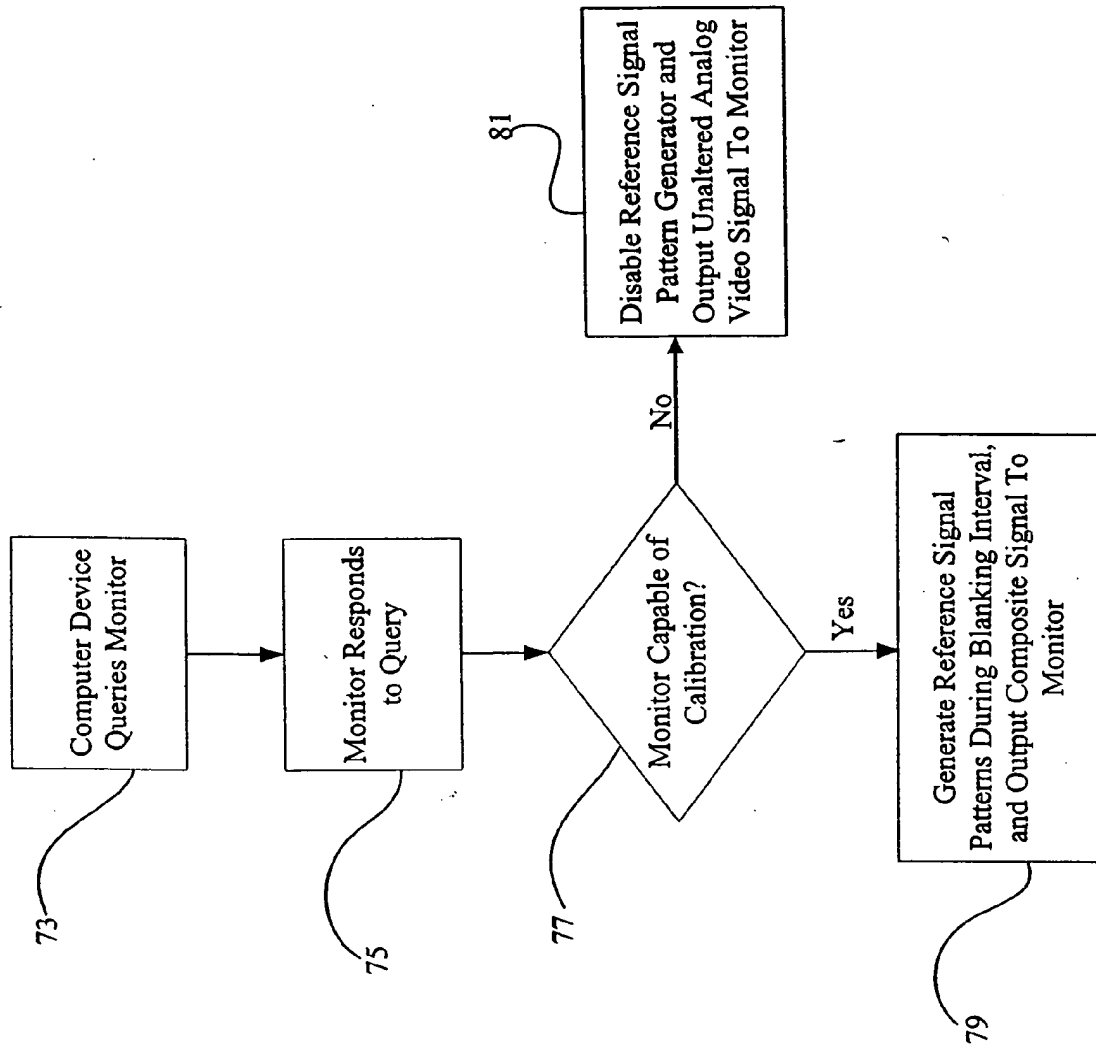 73
Computer Device
Queries Monitor
75
Monitor Responds
to Query
77
Monitor Capable of
Calibration?
No
81
Disable Reference Signal
Pattern Generator and
Output Unaltered Analog
Video Signal To Monitor
Yes
79
Generate Reference Signal
Patterns During Blanking Interval,
and Output Composite Signal To
Monitor